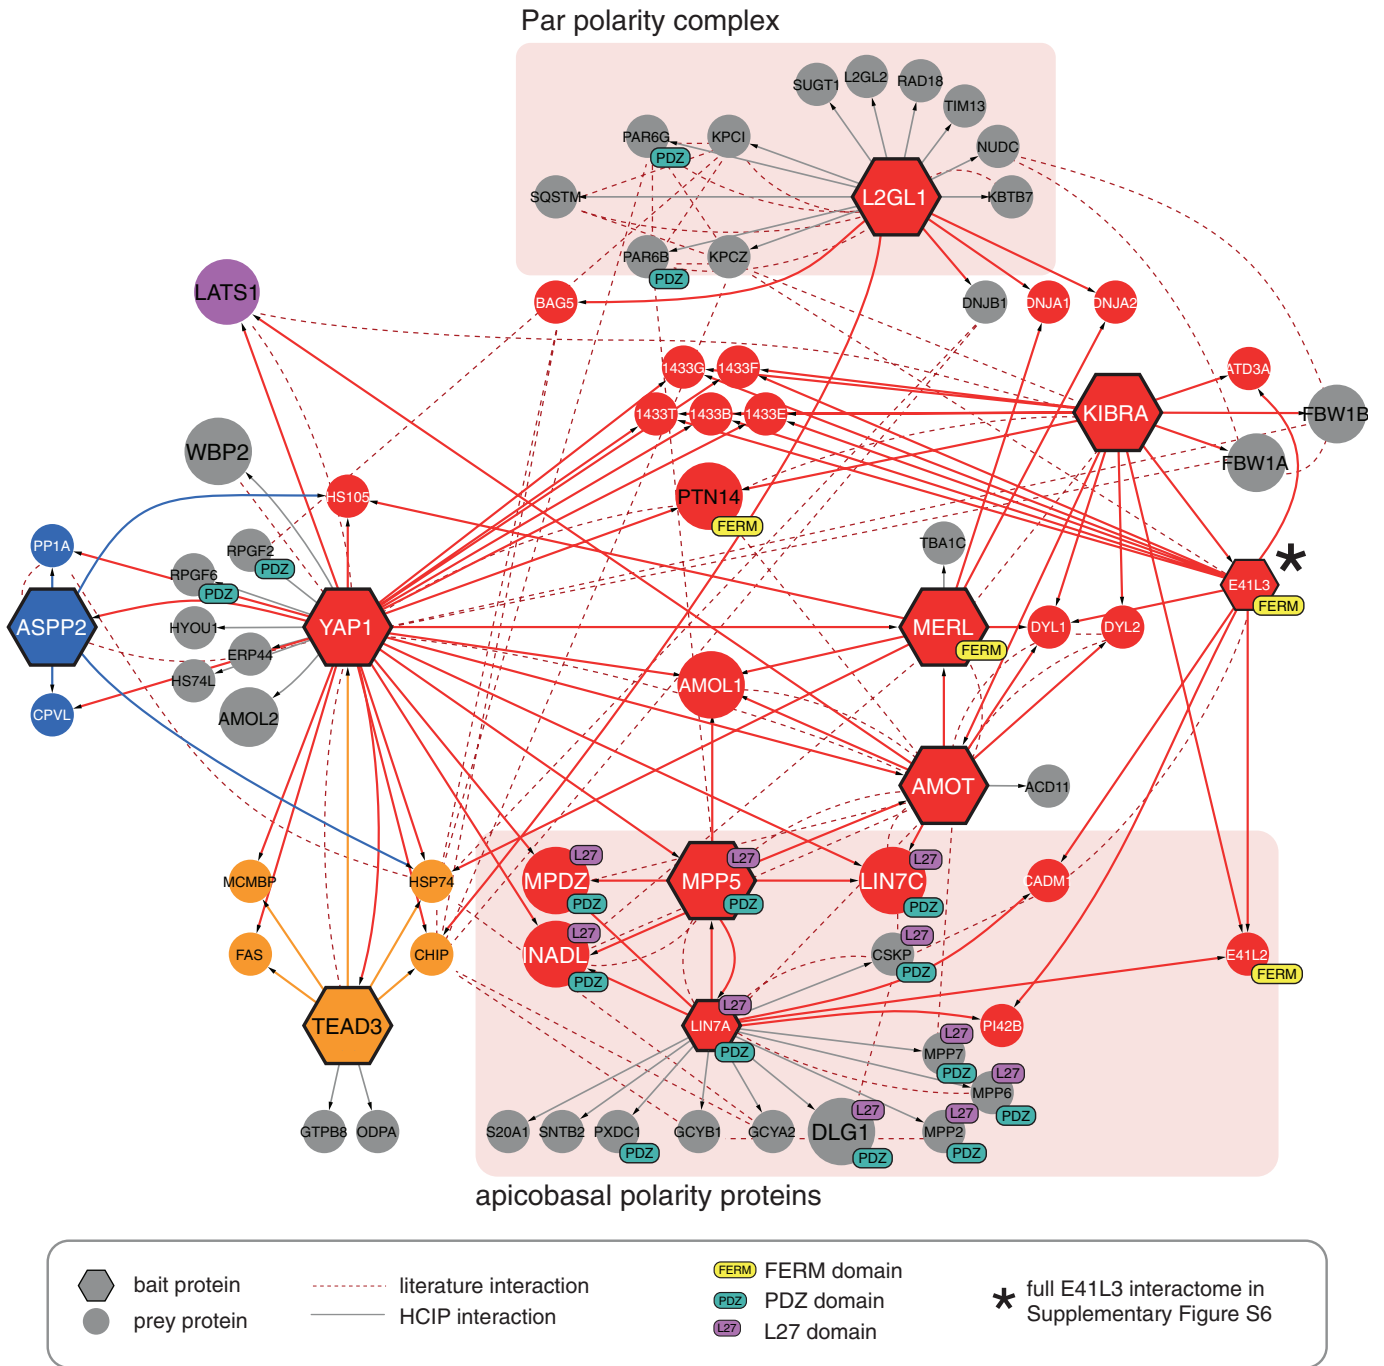 Par polarity complex
SUGT1
L2GL2
RAD18
TIM13
PAR6G
PDZ
KPCI
NUDC
SQSTM
L2GL1
KBTB7
PAR6B
PDZ
KPCZ
LATS1
BAG5
DNJB1
DNJA1
DNJA2
1433G
1433F
ATD3A
1433T
1433B
1433E
KIBRA
FBW1B
WBP2
FBW1A
HS105
PTN14
FERM
PP1A
RPGF2
PDZ
TBA1C
RPGF6
PDZ
E41L3
FERM
ASPP2
YAP1
HYOU1
MERL
FERM
DYL1
DYL2
ERP44
HS74L
AMOL1
CPVL
AMOL2
AMOT
ACD11
MCMBP
HSP74
MPDZ
L27
PDZ
MPP5
L27
PDZ
LIN7C
L27
PDZ
CADM1
FAS
CHIP
INADL
L27
PDZ
CSKP
L27
PDZ
E41L2
FERM
TEAD3
LIN7A
L27
PDZ
PI42B
MPP7
L27
PDZ
MPP6
L27
PDZ
GTPB8
ODPA
S20A1
SNTB2
PXDC1
PDZ
GCYB1
GCYA2
DLG1
L27
PDZ
MPP2
L27
PDZ
apicobasal polarity proteins
bait protein
prey protein
literature interaction
HCIP interaction
FERM FERM domain
PDZ PDZ domain
L27 L27 domain
* full E41L3 interactome in
Supplementary Figure S6